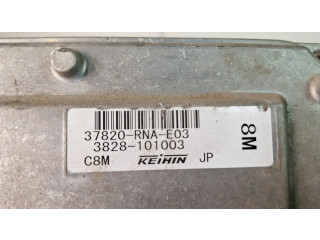 37820-RNA-E03
3828-101003
C8M KEIHIN JP
8M